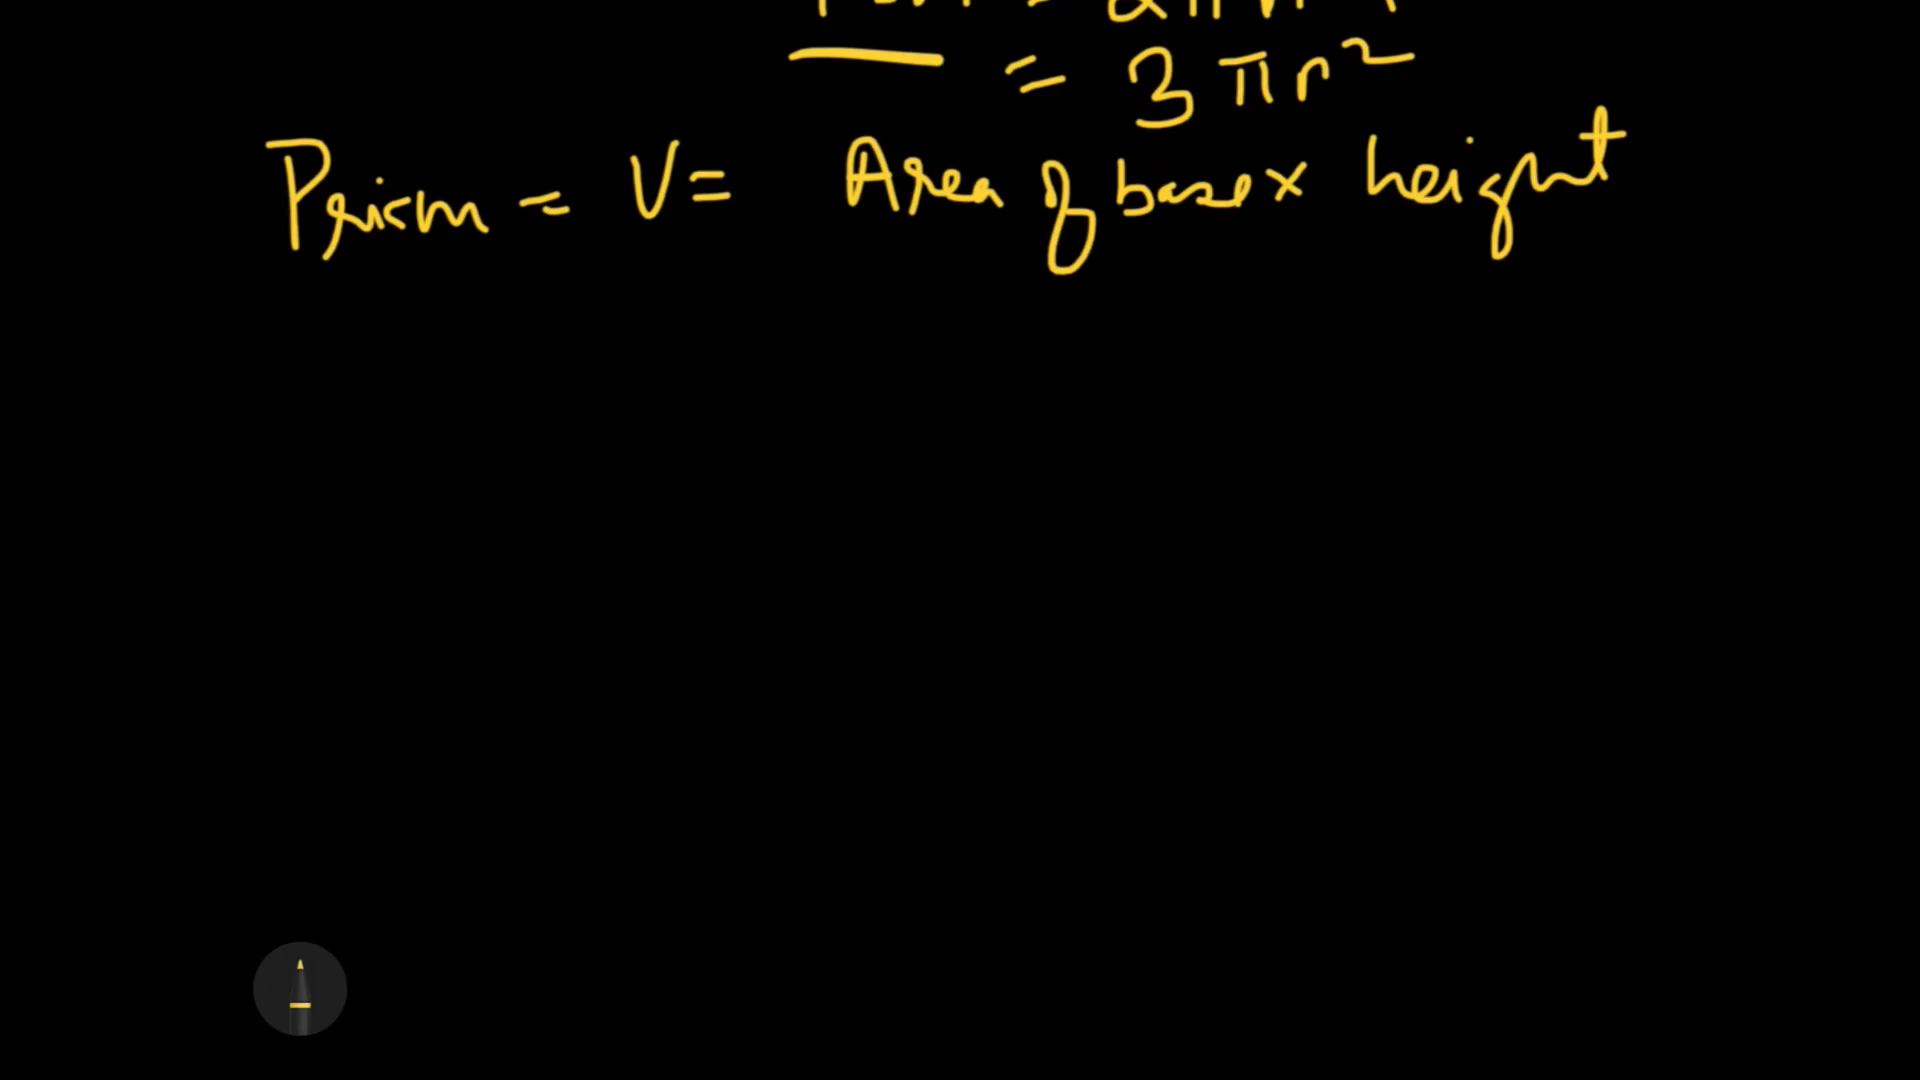 = 3πr²
Prism = V = Area of base × height